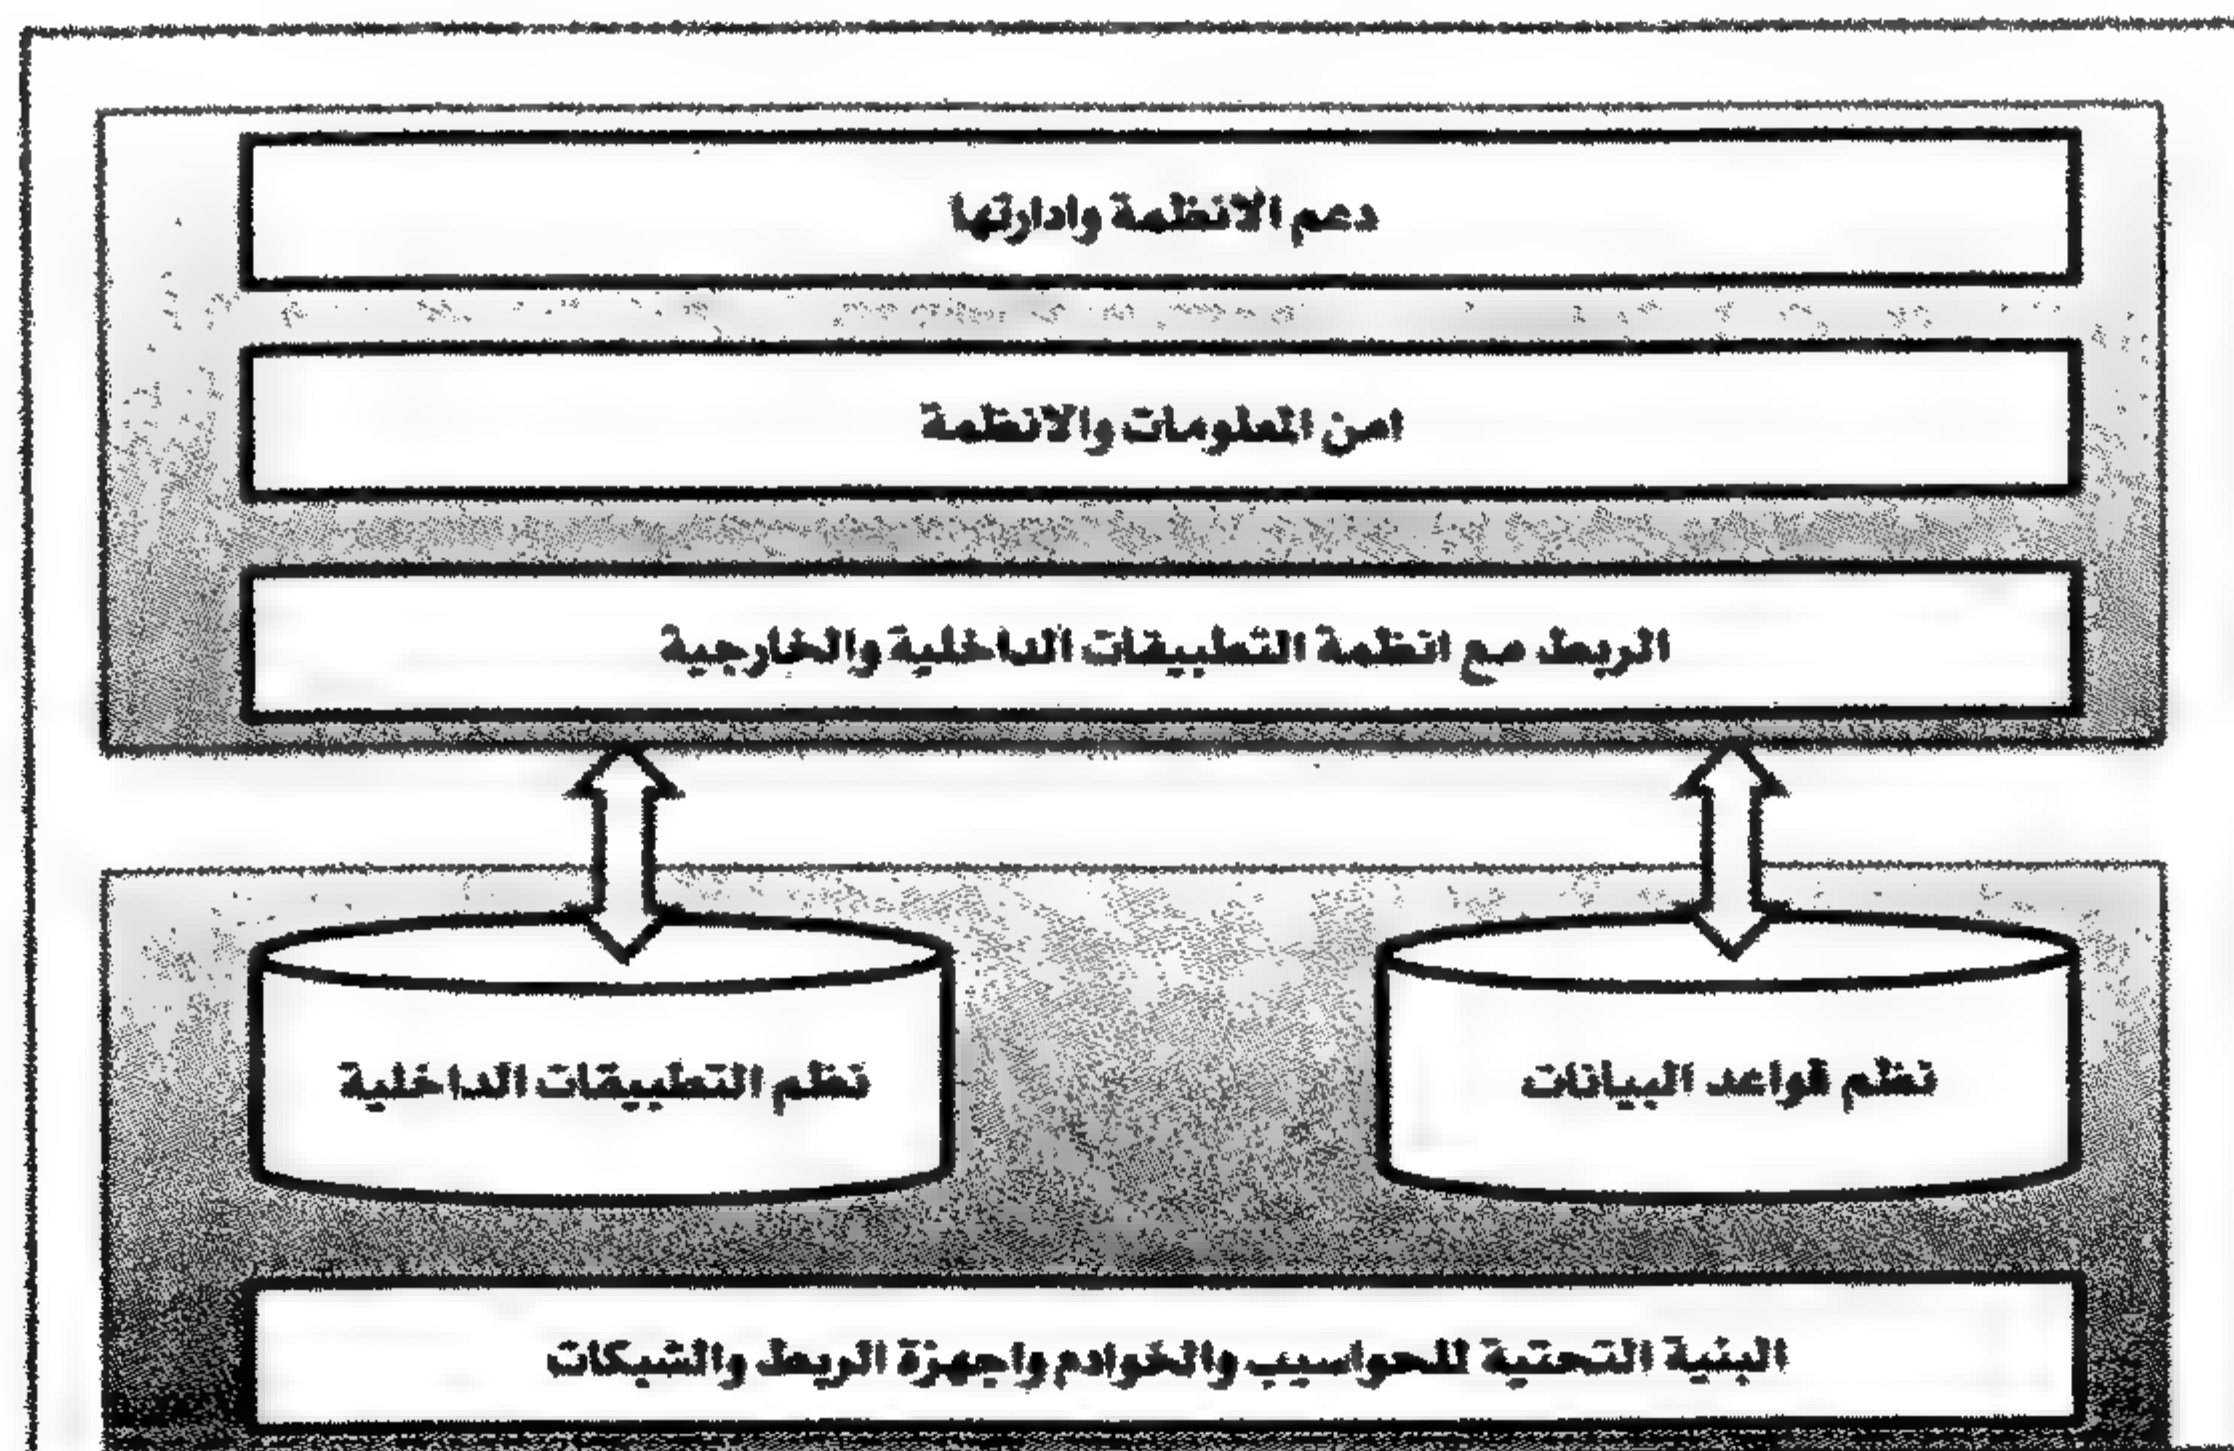 دعم الانظمة وادارتها
امن المعلومات والانظمة
الربط مع انظمة التطبيقات الداخلية والخارجية
نظم قواعد البيانات
نظم التطبيقات الداخلية
البنية التحتية للحواسيب والخوادم واجهزة الربط والشبكات